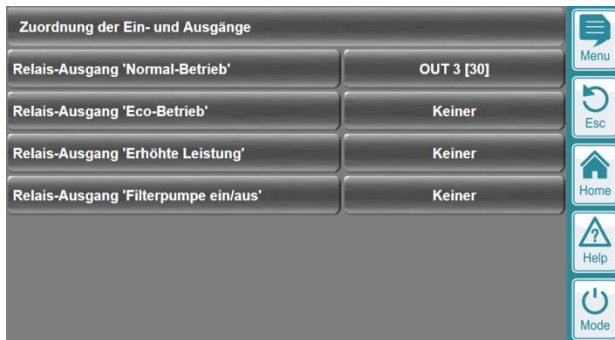 Zuordnung der Ein- und Ausgänge
Relais-Ausgang 'Normal-Betrieb' OUT 3 [30]
Relais-Ausgang 'Eco-Betrieb' Keiner
Relais-Ausgang 'Erhöhte Leistung' Keiner
Relais-Ausgang 'Filterpumpe ein/aus' Keiner
Menu
Esc
Home
Help
Mode